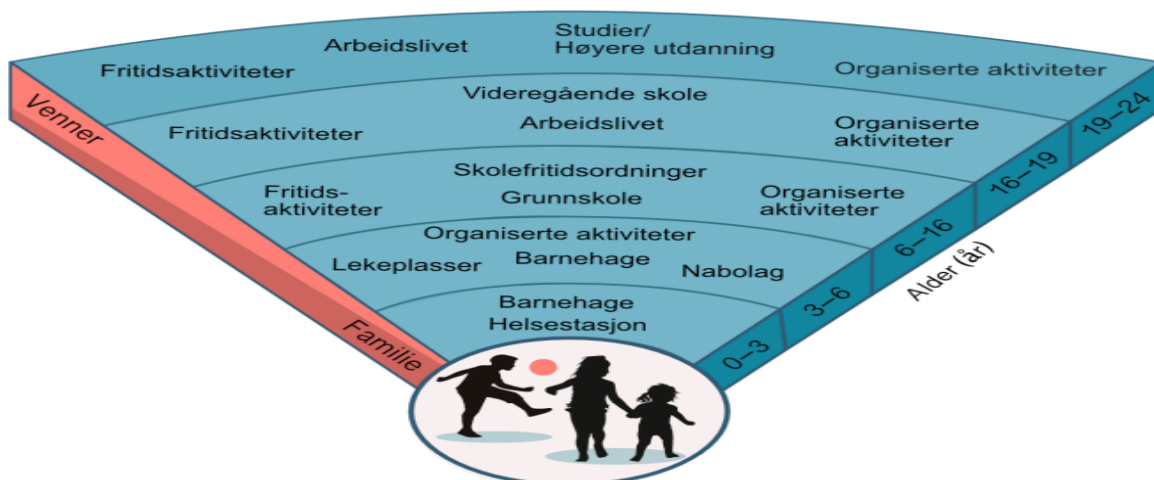 Studier/
Arbeidslivet
Høyere utdanning
Fritidsaktiviteter
Organiserte aktiviteter
19–24
Videregående skole
Venner
Fritidsaktiviteter
Arbeidslivet
Organiserte
aktiviteter
16–19
Skolefritidsordninger
Fritids-
aktiviteter
Grunnskole
Organiserte
aktiviteter
6–16
Organiserte aktiviteter
Lekeplasser
Barnehage
Nabolag
Alder (år)
3–6
Barnehage
Helsestasjon
Familie
0–3